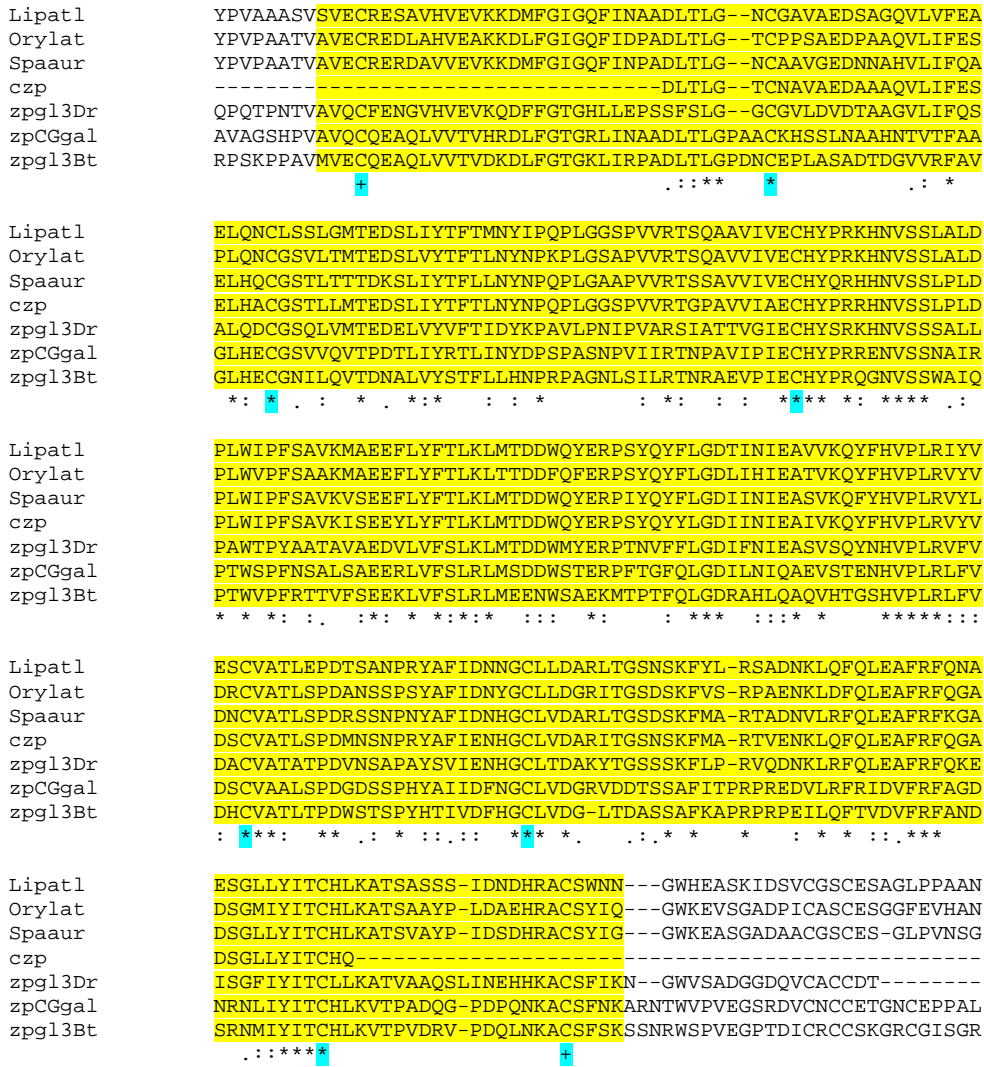 Lipatl YPVAAASVSVECRESAVHVEVKKDMFGIGQFINAADLTLG--NCGAVAEDSAGQVLVFEA
Orylat YPVPAATVAVECREDLAHVEAKKDLFGIGQFIDPADLTLG--TCPPSAEDPAAQVLIFES
Spaaur YPVPAATVAVECRERDAVVEVKKDMFGIGQFINPADLTLG--NCAAVGEDNNAHVLIFQA
czp -----------------------------------DLTLG--TCNAVAEDAAAQVLIFES
zpgl3Dr QPQTPNTVAVQCFENGVHVEVKQDFFGTGHLLEPSSFSLG--GCGVLDVDTAAGVLIFQS
zpCGgal AVAGSHPVAVQCQEAQLVVTVHRDLFGTGRLINAADLTLGPAACKHSSLNAAHNTVTFAA
zpgl3Bt RPSKPPAVMVECQEAQLVVTVDKDLFGTGKLIRPADLTLGPDNCEPLASADTDGVVRFAV
+ .::** * .: *
Lipatl ELQNCLSSLGMTEDSLIYTFTMNYIPQPLGGSPVVRTSQAAVIVECHYPRKHNVSSLALD
Orylat PLQNCGSVLTMTEDSLVYTFTLNYNPKPLGSAPVVRTSQAVVIVECHYPRKHNVSSLALD
Spaaur ELHQCGSTLTTTDKSLIYTFLLNYNPQPLGAAPVVRTSSAVVIVECHYQRHHNVSSLPLD
czp ELHACGSTLLMTEDSLIYTFTLNYNPQPLGGSPVVRTGPAVVIAECHYPRRHNVSSLPLD
zpgl3Dr ALQDCGSQLVMTEDELVYVFTIDYKPAVLPNIPVARSIATTVGIECHYSRKHNVSSSALL
zpCGgal GLHECGSVVQVTPDTLIYRTLINYDPSPASNPVIIRTNPAVIPIECHYPRRENVSSNAIR
zpgl3Bt GLHECGNILQVTDNALVYSTFLLHNPRPAGNLSILRTNRAEVPIECHYPRQGNVSSWAIQ
*: * . : * . *:* : : * : *: : : **** *: **** .:
Lipatl PLWIPFSAVKMAEEFLYFTLKLMTDDWQYERPSYQYFLGDTINIEAVVKQYFHVPLRIYV
Orylat PLWVPFSAAKMAEEFLYFTLKLTTDDFQFERPSYQYFLGDLIHIEATVKQYFHVPLRVYV
Spaaur PLWIPFSAVKVSEEFLYFTLKLMTDDWQYERPIYQYFLGDIINIEASVKQFYHVPLRVYL
czp PLWIPFSAVKISEEYLYFTLKLMTDDWQYERPSYQYYLGDIINIEAIVKQYFHVPLRVYV
zpgl3Dr PAWTPYAATAVAEDVLVFSLKLMTDDWMYERPTNVFFLGDIFNIEASVSQYNHVPLRVFV
zpCGgal PTWSPFNSALSAEERLVFSLRLMSDDWSTERPFTGFQLGDILNIQAEVSTENHVPLRLFV
zpgl3Bt PTWVPFRTTVFSEEKLVFSLRLMEENWSAEKMTPTFQLGDRAHLQAQVHTGSHVPLRLFV
* * *: :. :*: * *:*:* ::: *: : *** :::* * *****:::
Lipatl ESCVATLEPDTSANPRYAFIDNNGCLLDARLTGSNSKFYL-RSADNKLQFQLEAFRFQNA
Orylat DRCVATLSPDANSSPSYAFIDNYGCLLDGRITGSDSKFVS-RPAENKLDFQLEAFRFQGA
Spaaur DNCVATLSPDRSSNPNYAFIDNHGCLVDARLTGSDSKFMA-RTADNVLRFQLEAFRFKGA
czp DSCVATLSPDMNSNPRYAFIENHGCLVDARITGSNSKFMA-RTVENKLQFQLEAFRFQGA
zpgl3Dr DACVATATPDVNSAPAYSVIENHGCLTDAKYTGSSSKFLP-RVQDNKLRFQLEAFRFQKE
zpCGgal DSCVAALSPDGDSSPHYAIIDFNGCLVDGRVDDTSSAFITPRPREDVLRFRIDVFRFAGD
zpgl3Bt DHCVATLTPDWSTSPYHTIVDFHGCLVDG-LTDASSAFKAPRPRPEILQFTVDVFRFAND
: ***: ** .: * ::.:: *** *. .:.* * * : * ::.***
Lipatl ESGLLYITCHLKATSASSS-IDNDHRACSWNN---GWHEASKIDSVCGSCESAGLPPAAN
Orylat DSGMIYITCHLKATSAAYP-LDAEHRACSYIQ---GWKEVSGADPICASCESGGFEVHAN
Spaaur DSGLLYITCHLKATSVAYP-IDSDHRACSYIG---GWKEASGADAACGSCES-GLPVNSG
czp DSGLLYITCHQ-------------------------------------------------
zpgl3Dr ISGFIYITCLLKATVAAQSLINEHHKACSFIKN--GWVSADGGDQVCACCDT--------
zpCGgal NRNLIYITCHLKVTPADQG-PDPQNKACSFNKARNTWVPVEGSRDVCNCCETGNCEPPAL
zpgl3Bt SRNMIYITCHLKVTPVDRV-PDQLNKACSFSKSSNRWSPVEGPTDICRCCSKGRCGISGR
.::***** +